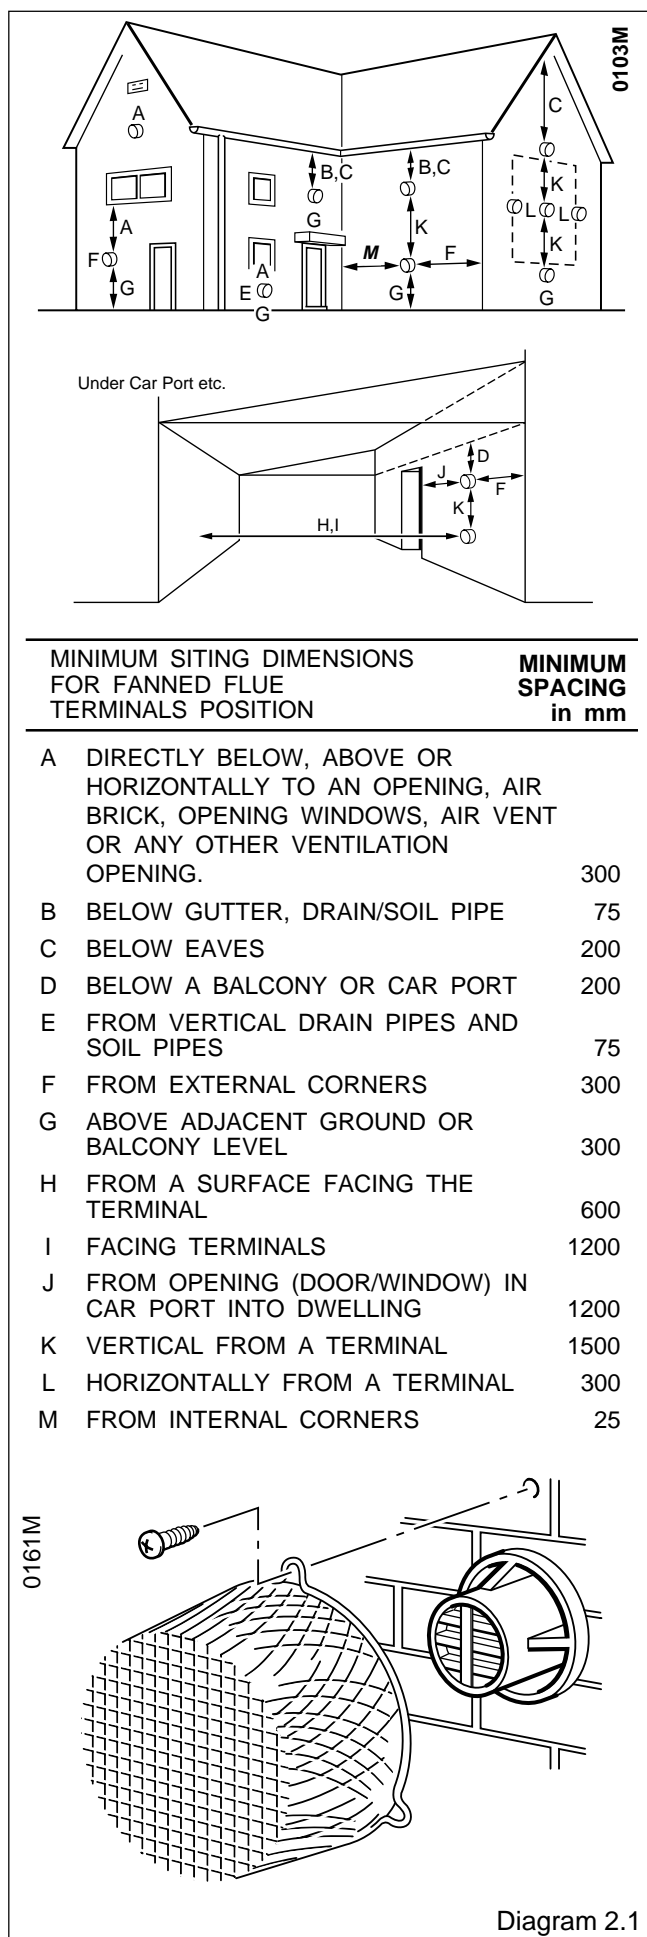 0103M
A
C
B,C
B,C
K
L
L
G
K
A
K
M
F
F
G
A
E
G
G
G
Under Car Port etc.
D
J
F
K
H,I
MINIMUM SITING DIMENSIONS
FOR FANNED FLUE
TERMINALS POSITION
MINIMUM
SPACING
in mm
A DIRECTLY BELOW, ABOVE OR
HORIZONTALLY TO AN OPENING, AIR
BRICK, OPENING WINDOWS, AIR VENT
OR ANY OTHER VENTILATION
OPENING. 300
B BELOW GUTTER, DRAIN/SOIL PIPE 75
C BELOW EAVES 200
D BELOW A BALCONY OR CAR PORT 200
E FROM VERTICAL DRAIN PIPES AND
SOIL PIPES 75
F FROM EXTERNAL CORNERS 300
G ABOVE ADJACENT GROUND OR
BALCONY LEVEL 300
H FROM A SURFACE FACING THE
TERMINAL 600
I FACING TERMINALS 1200
J FROM OPENING (DOOR/WINDOW) IN
CAR PORT INTO DWELLING 1200
K VERTICAL FROM A TERMINAL 1500
L HORIZONTALLY FROM A TERMINAL 300
M FROM INTERNAL CORNERS 25
0161M
Diagram 2.1